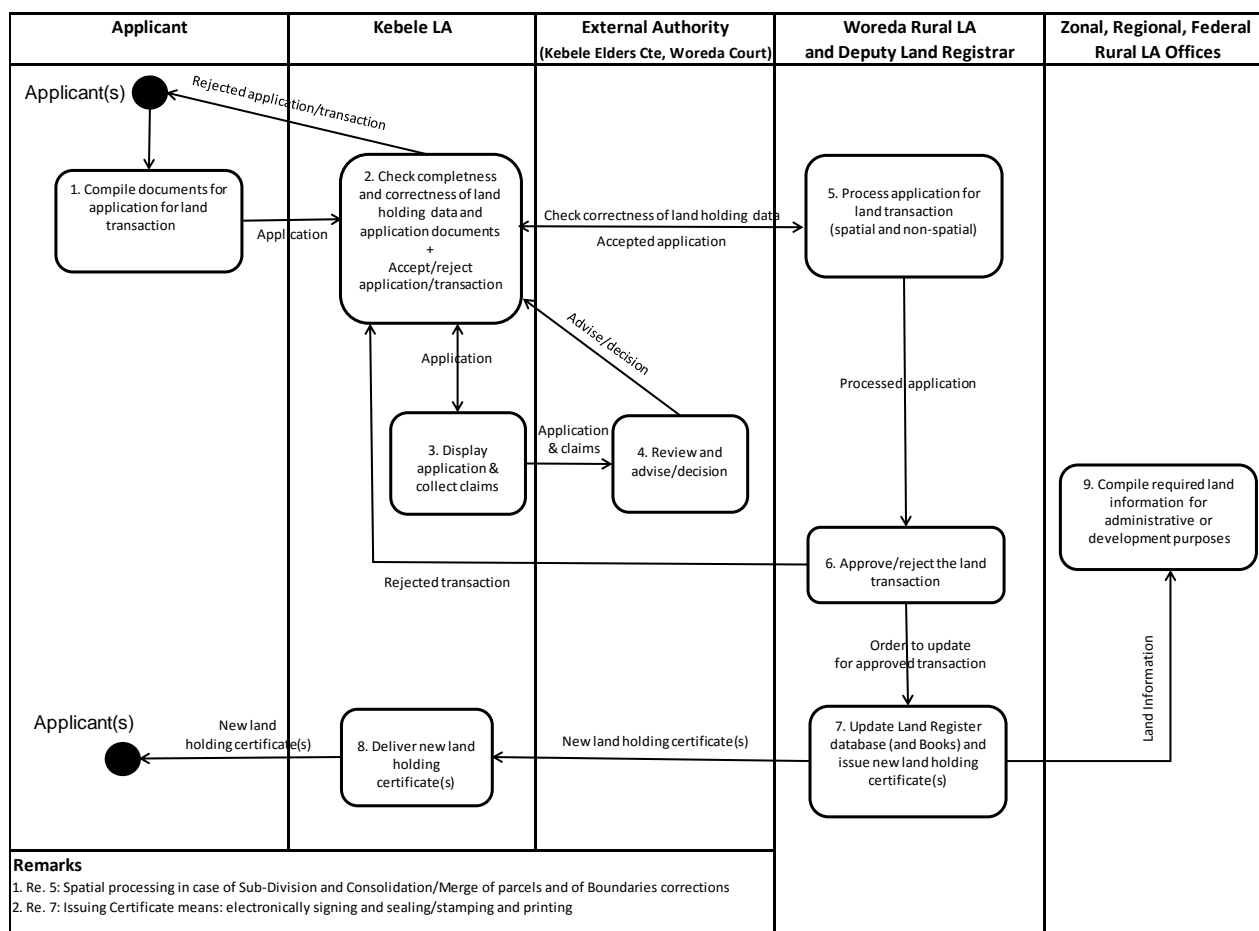 Applicant
Kebele LA
External Authority
(Kebele Elders Cte, Woreda Court)
Woreda Rural LA
and Deputy Land Registrar
Zonal, Regional, Federal
Rural LA Offices
Applicant(s)
Rejected application/transaction
1. Compile documents for
application for land
transaction
Application
2. Check completness
and correctness of land
holding data and
application documents
+
Accept/reject
application/transaction
Check correctness of land holding data
Accepted application
5. Process application for
land transaction
(spatial and non-spatial)
Advise/decision
Application
Processed application
3. Display
application &
collect claims
Application
& claims
4. Review and
advise/decision
9. Compile required land
information for
administrative or
development purposes
Rejected transaction
6. Approve/reject the land
transaction
Order to update
for approved transaction
Land Information
Applicant(s)
New land
holding certificate(s)
8. Deliver new land
holding
certificate(s)
New land holding certificate(s)
7. Update Land Register
database (and Books) and
issue new land holding
certificate(s)
Remarks
1. Re. 5: Spatial processing in case of Sub-Division and Consolidation/Merge of parcels and of Boundaries corrections
2. Re. 7: Issuing Certificate means: electronically signing and sealing/stamping and printing